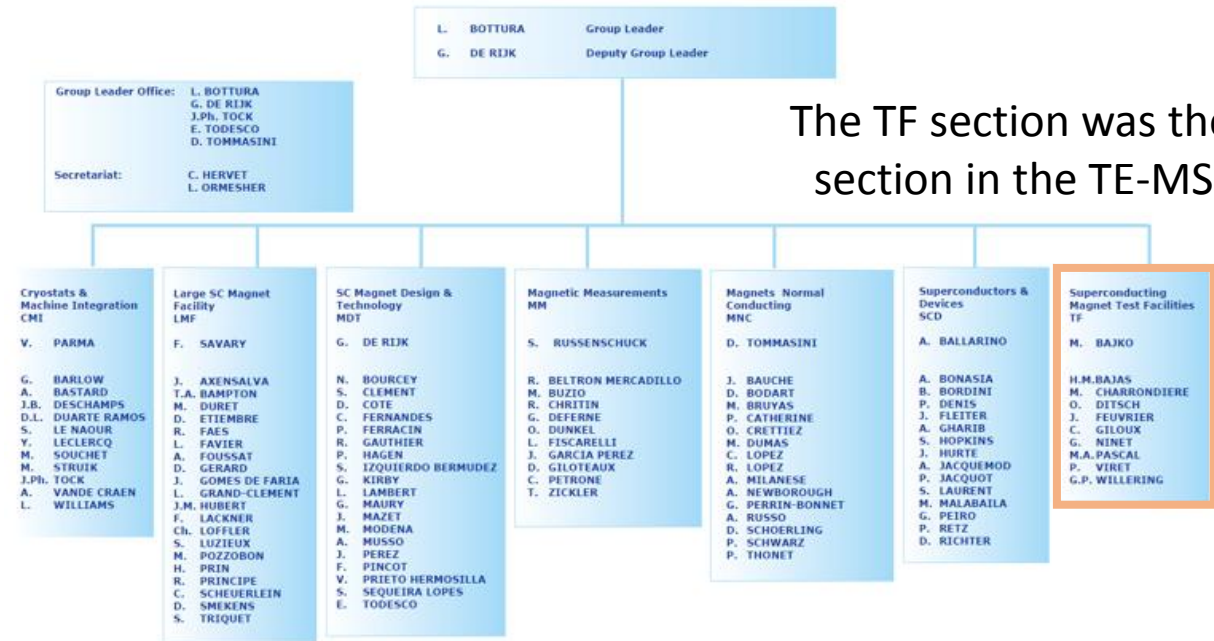 L. BOTTURA Group Leader
G. DE RIJK Deputy Group Leader
Group Leader Office: L. BOTTURA
G. DE RIJK
J.Ph. TOCK
E. TODESCO
D. TOMMASINI
Secretariat: C. HERVET
L. ORMESHER
The TF section was the
section in the TE-MS
Cryostats &
Machine Integration
CMI
V. PARMA
G. BARLOW
A. BASTARD
J.B. DESCHAMPS
D.L. DUARTE RAMOS
S. LE NAOUR
Y. LECLERCQ
M. SOUCHET
M. STRUIK
J.Ph. TOCK
A. VANDE CRAEN
L. WILLIAMS
Large SC Magnet
Facility
LMF
F. SAVARY
J. AXENSALVA
T.A. BAMPTON
M. DURET
D. ETIEMBRE
R. FAES
L. FAVIER
A. FOUSSAT
D. GERARD
J. GOMES DE FARIA
L. GRAND-CLEMENT
J.M. HUBERT
F. LACKNER
Ch. LOFFLER
S. LUZIEUX
M. POZZOBON
H. PRIN
R. PRINCIPE
C. SCHEUERLEIN
D. SMEKENS
S. TRIQUET
SC Magnet Design &
Technology
MDT
G. DE RIJK
N. BOURCEY
S. CLEMENT
D. COTE
C. FERNANDES
P. FERRACIN
R. GAUTHIER
P. HAGEN
S. IZQUIERDO BERMUDEZ
G. KIRBY
L. LAMBERT
G. MAURY
J. MAZET
M. MODENA
A. MUSSO
J. PEREZ
F. PINCOT
V. PRIETO HERMOSILLA
S. SEQUEIRA LOPES
E. TODESCO
Magnetic Measurements
MM
S. RUSSENSCHUCK
R. BELTRON MERCADILLO
M. BUZIO
R. CHRITIN
G. DEFERNE
O. DUNKEL
L. FISCARELLI
J. GARCIA PEREZ
D. GILOTEAUX
C. PETRONE
T. ZICKLER
Magnets Normal
Conducting
MNC
D. TOMMASINI
J. BAUCHE
D. BODART
M. BRUYAS
P. CATHERINE
O. CRETTIEZ
M. DUMAS
C. LOPEZ
R. LOPEZ
A. MILANESE
A. NEWBOROUGH
G. PERRIN-BONNET
A. RUSSO
D. SCHOERLING
P. SCHWARZ
P. THONET
Superconductors &
Devices
SCD
A. BALLARINO
A. BONASIA
B. BORDINI
P. DENIS
J. FLEITER
A. GHARIB
S. HOPKINS
J. HURTE
A. JACQUEMOD
P. JACQUOT
S. LAURENT
M. MALABAILA
G. PEIRO
P. RETZ
D. RICHTER
Superconducting
Magnet Test Facilities
TF
M. BAJKO
H.M.BAJAS
M. CHARRONDIERE
O. DITSCH
J. FEUVRIER
C. GILOUX
G. NINET
M.A.PASCAL
P. VIRET
G.P. WILLERING